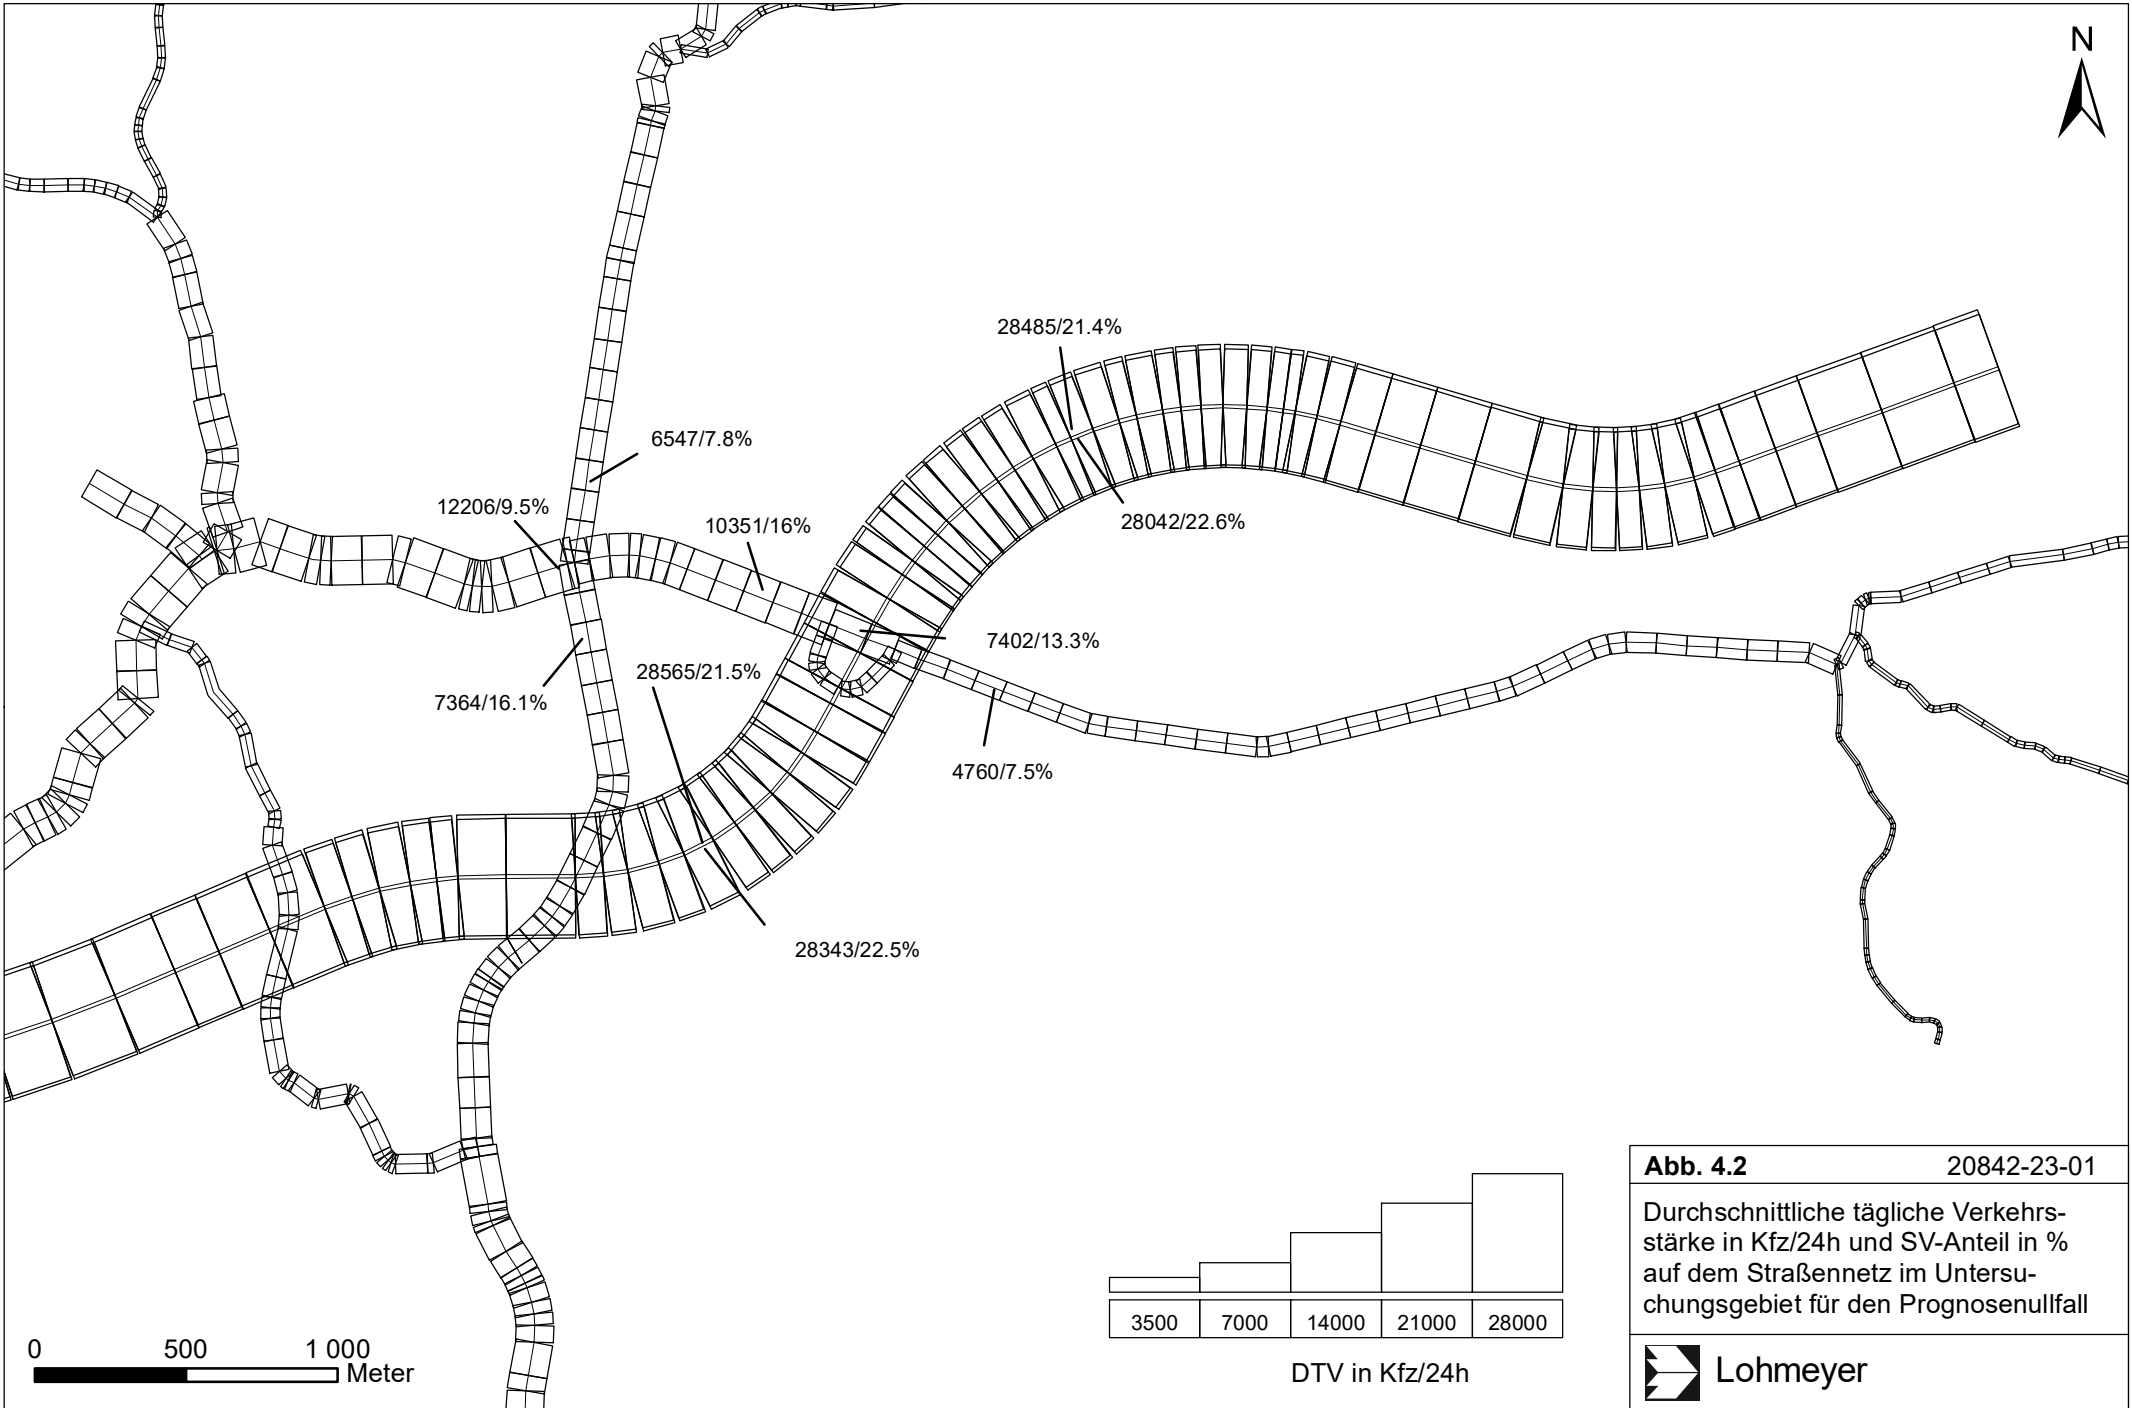 N
28485/21.4%
6547/7.8%
12206/9.5%
10351/16%
28042/22.6%
7402/13.3%
28565/21.5%
7364/16.1%
4760/7.5%
28343/22.5%
3500 7000 14000 21000 28000
DTV in Kfz/24h
0 500 1 000
Meter
Abb. 4.2 20842-23-01
Durchschnittliche tägliche Verkehrs-
stärke in Kfz/24h und SV-Anteil in %
auf dem Straßennetz im Untersu-
chungsgebiet für den Prognosenullfall
Lohmeyer